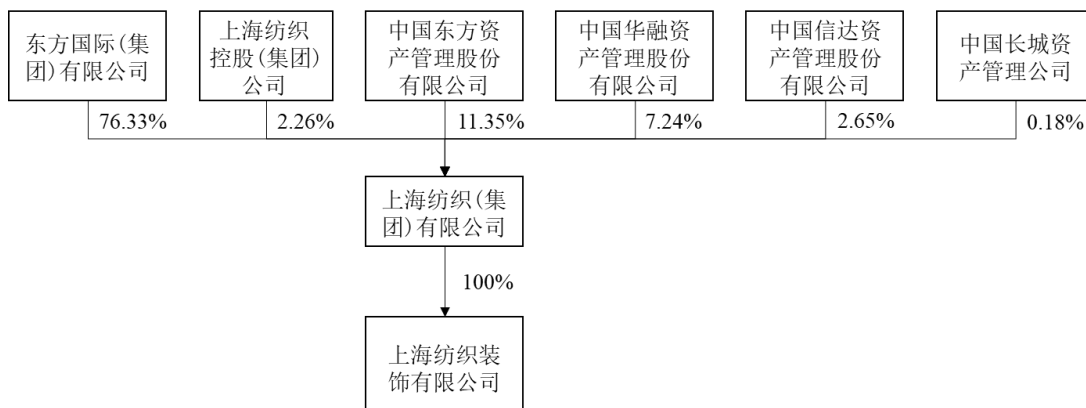 东方国际(集
团)有限公司
上海纺织
控股(集团)
公司
中国东方资
产管理股份
有限公司
中国华融资
产管理股份
有限公司
中国信达资
产管理股份
有限公司
中国长城资
产管理公司
76.33%
2.26%
11.35%
7.24%
2.65%
0.18%
上海纺织(集
团)有限公司
100%
上海纺织装
饰有限公司